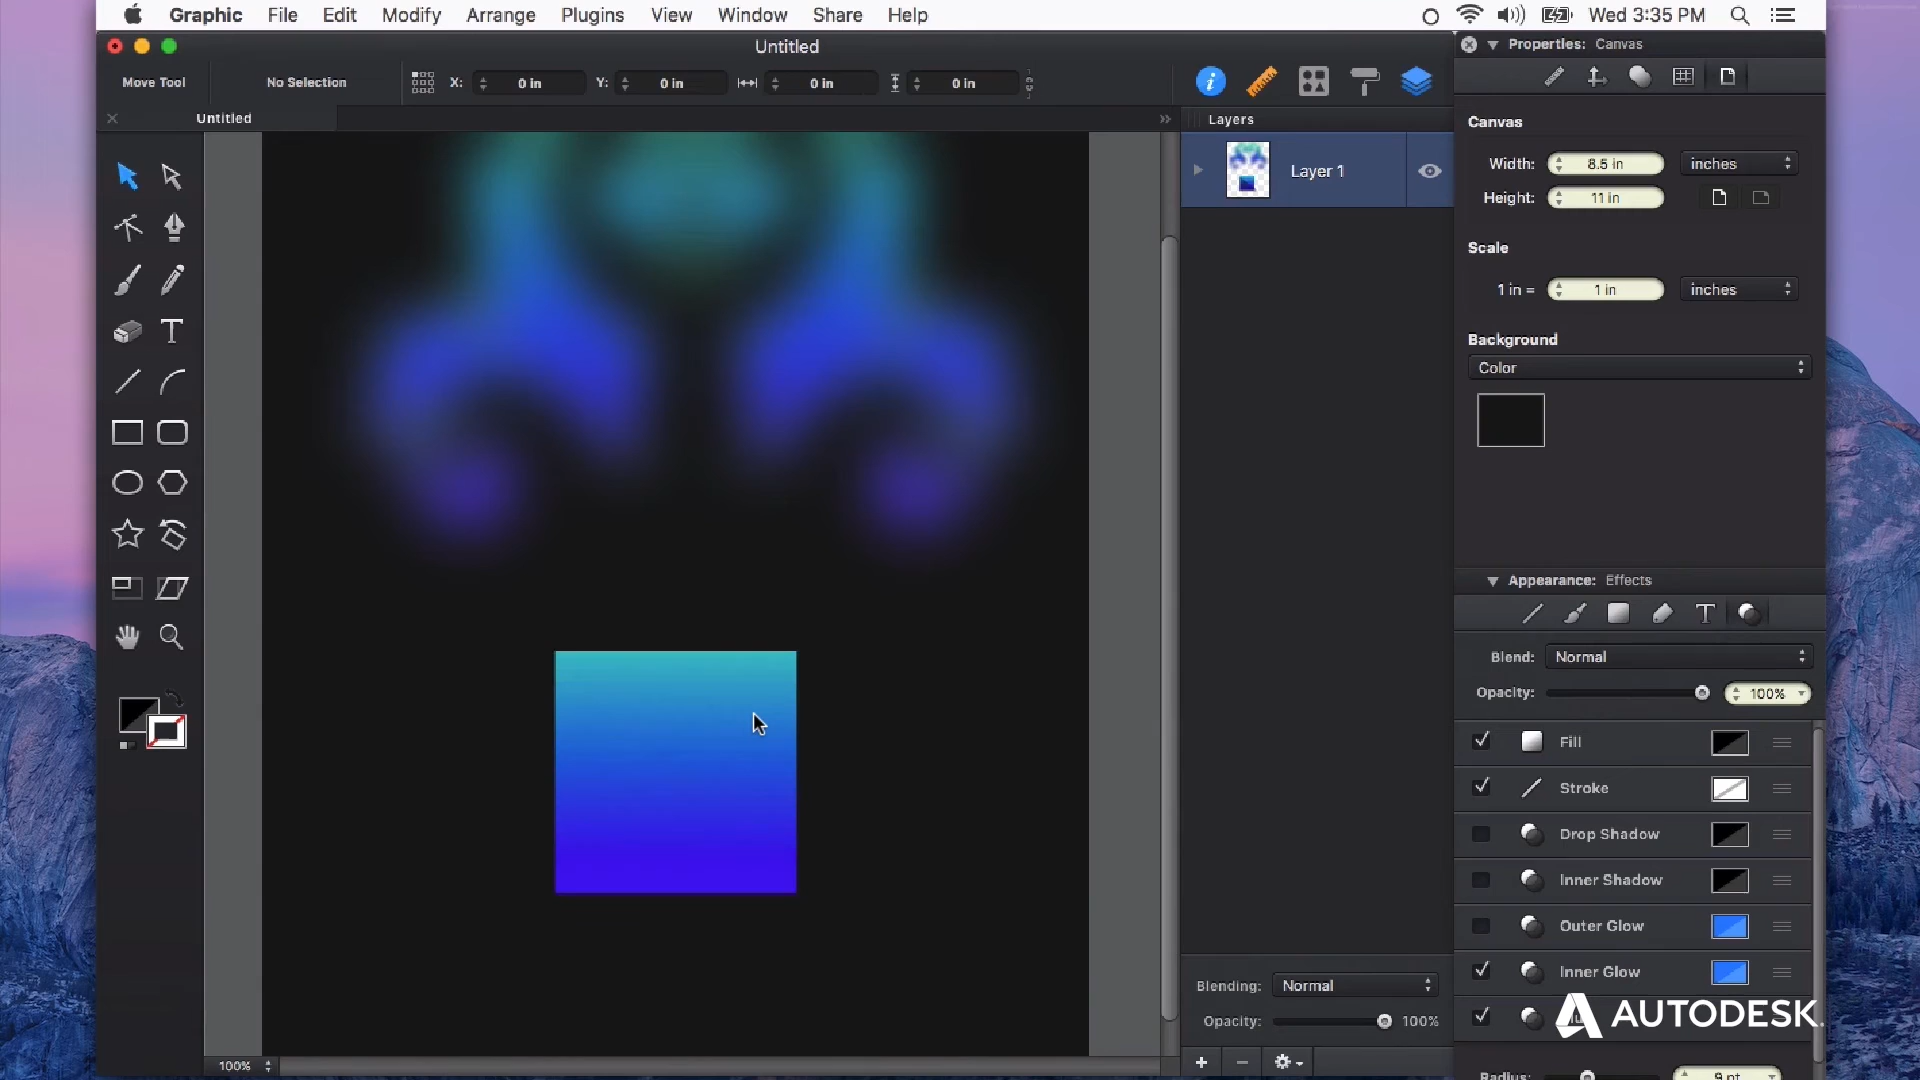 Graphic File Edit Modify Arrange Plugins View Window Share Help Wed 3:35 PM
Untitled
Move Tool No Selection X: 0 in Y: 0 in 0 in 0 in
Untitled
Layers
Layer 1
Blending: Normal
Opacity: 100%
100%
Properties: Canvas
Canvas
Width: 8.5 in inches
Height: 11 in
Scale
1 in = 1 in inches
Background
Color
Appearance: Effects
Blend: Normal
Opacity: 100%
Fill
Stroke
Drop Shadow
Inner Shadow
Outer Glow
Inner Glow
AUTODESK.
Radius: 9 pt